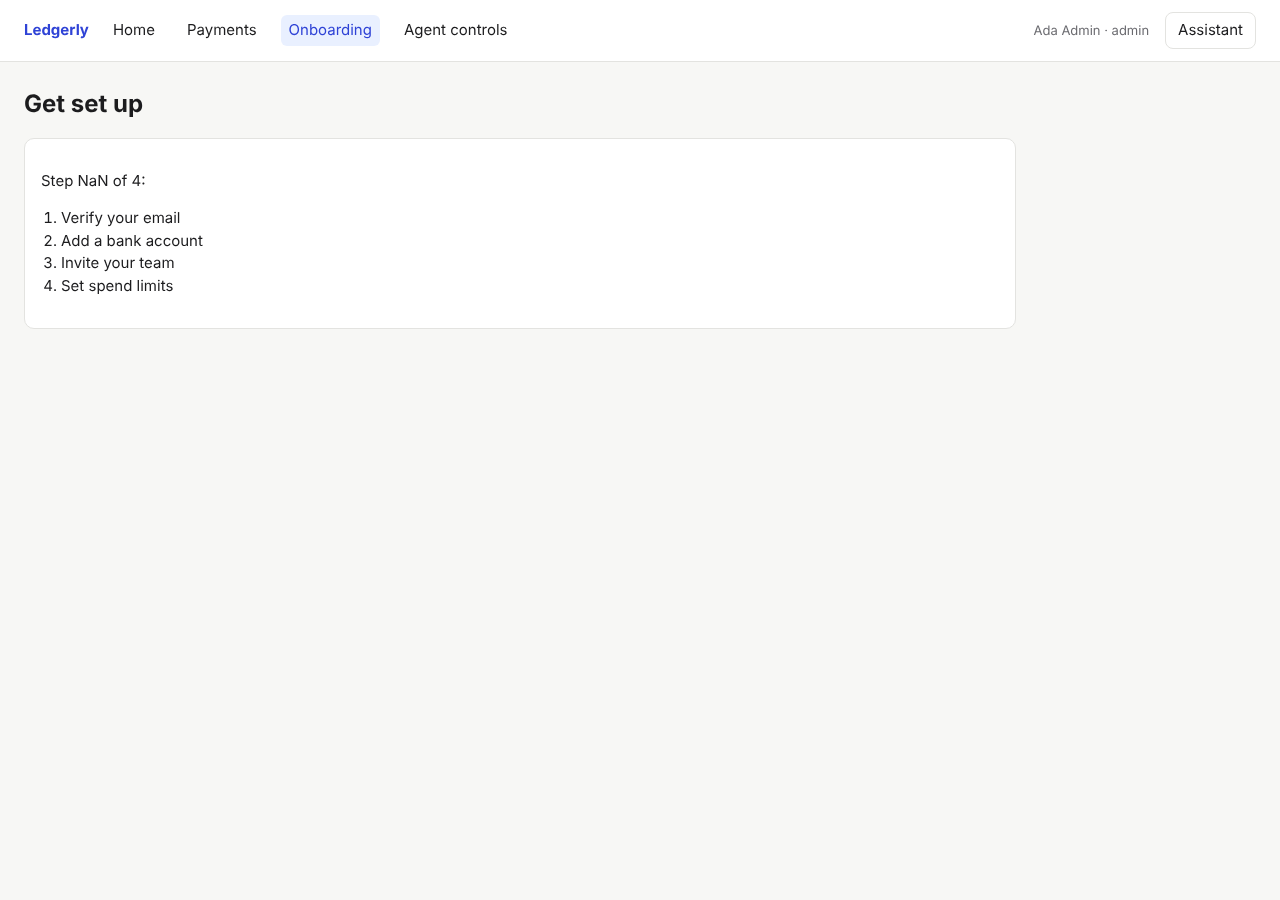 Ledgerly Home Payments Onboarding Agent controls Ada Admin · admin Assistant
Get set up
Step NaN of 4:
1. Verify your email
2. Add a bank account
3. Invite your team
4. Set spend limits